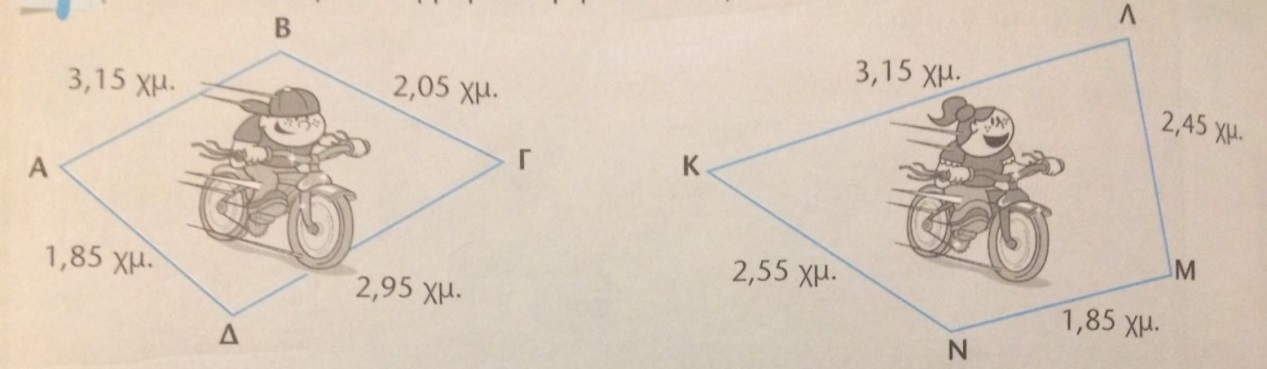 Β
3,15 χμ.
2,05 χμ.
Α
Γ
1,85 χμ.
2,95 χμ.
Δ
Λ
3,15 χμ.
2,45 χμ.
Κ
2,55 χμ.
Μ
1,85 χμ.
Ν